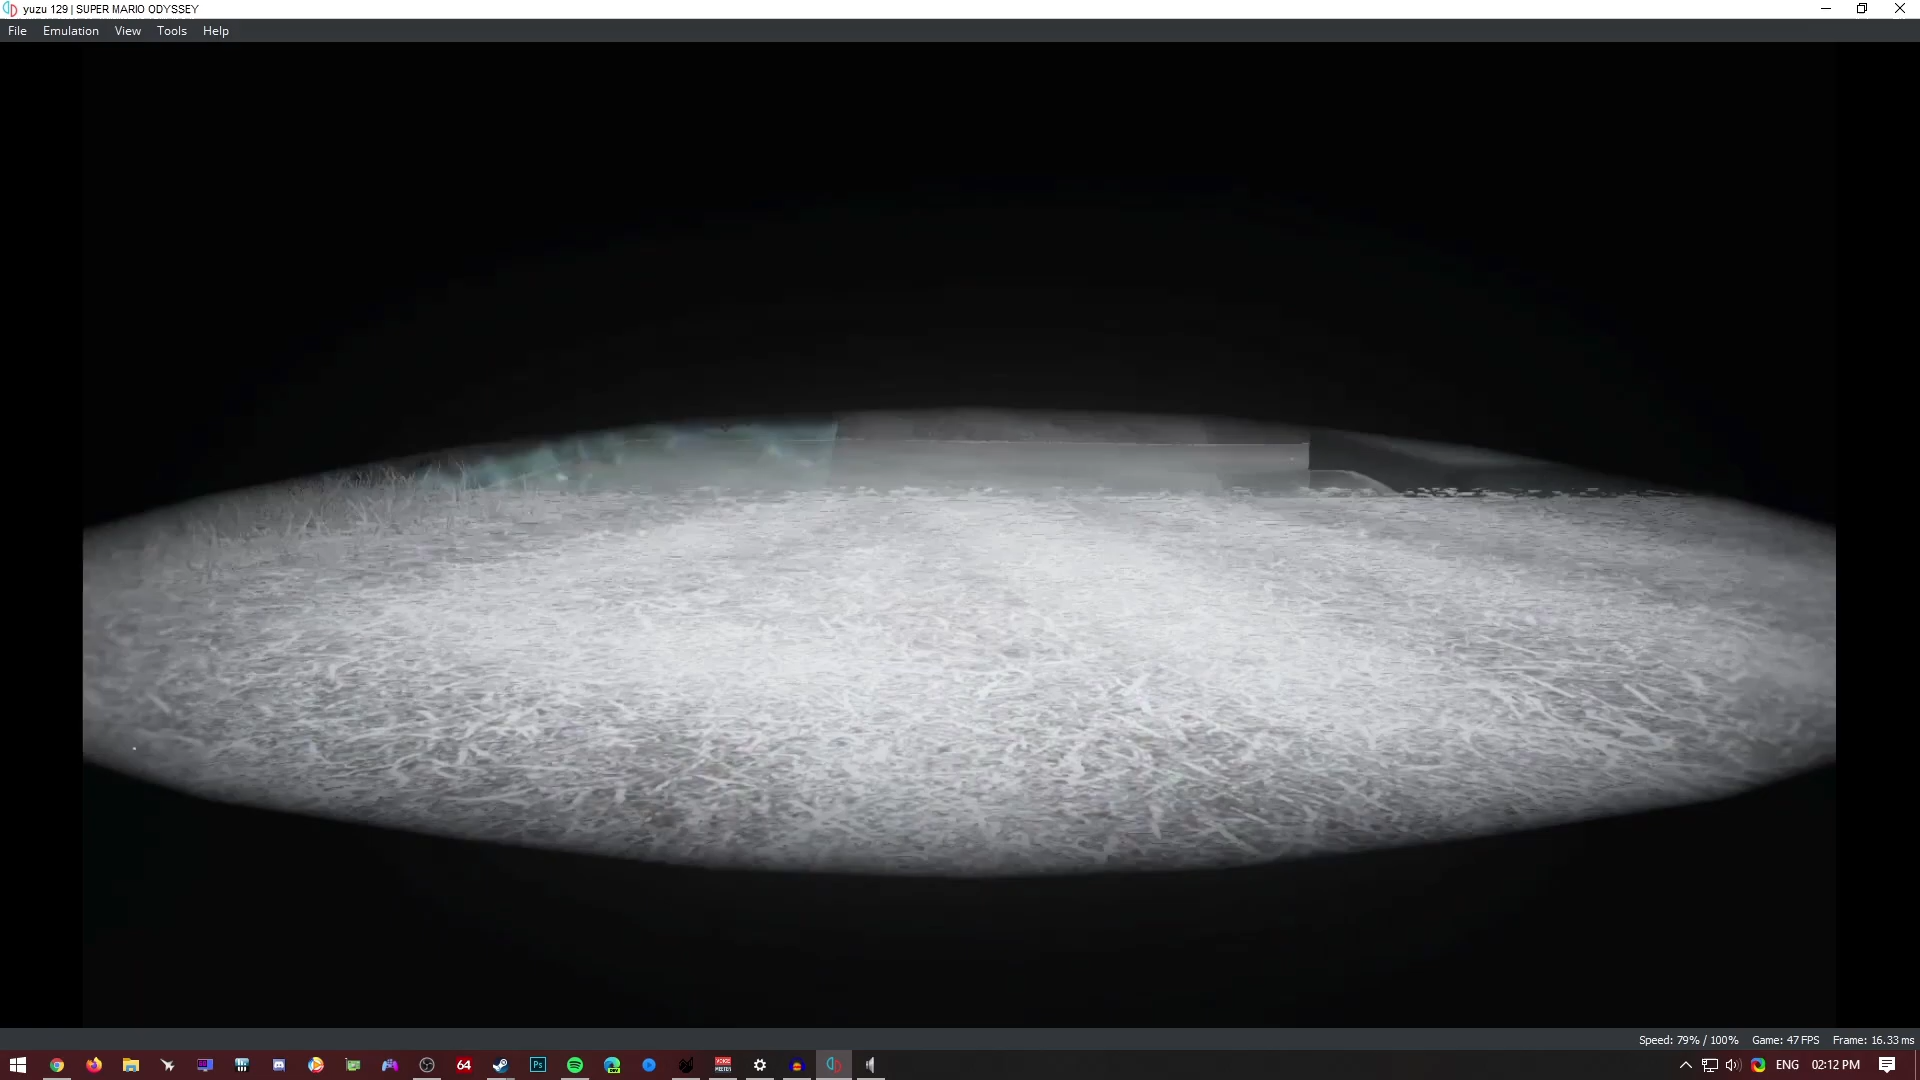 yuzu 129 | SUPER MARIO ODYSSEY
File Emulation View Tools Help
Speed: 79% / 100% Game: 47 FPS Frame: 16.33 ms
64 Ps ENG 02:12 PM